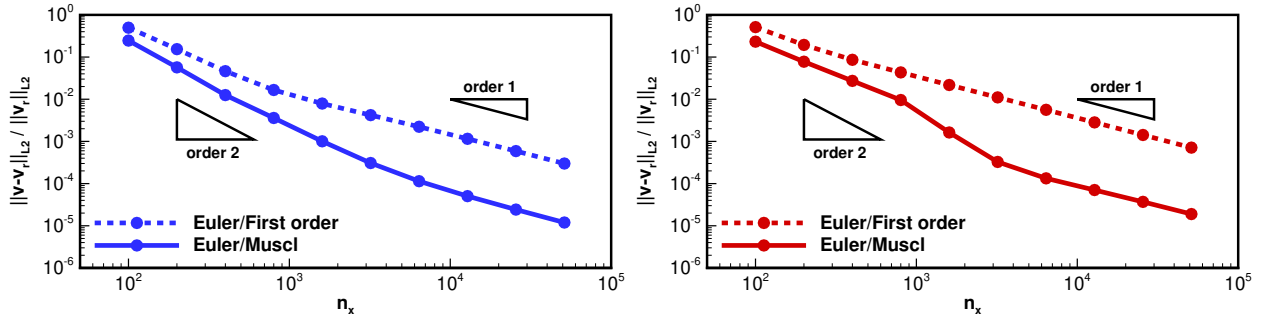 ||v-v_r||_L2 / ||v_r||_L2
10^0
10^-1
10^-2
10^-3
10^-4
10^-5
10^-6
order 1
order 2
Euler/First order
Euler/Muscl
10^2
10^3
10^4
10^5
n_x
||v-v_r||_L2 / ||v_r||_L2
10^0
10^-1
10^-2
10^-3
10^-4
10^-5
10^-6
order 1
order 2
Euler/First order
Euler/Muscl
10^2
10^3
10^4
10^5
n_x